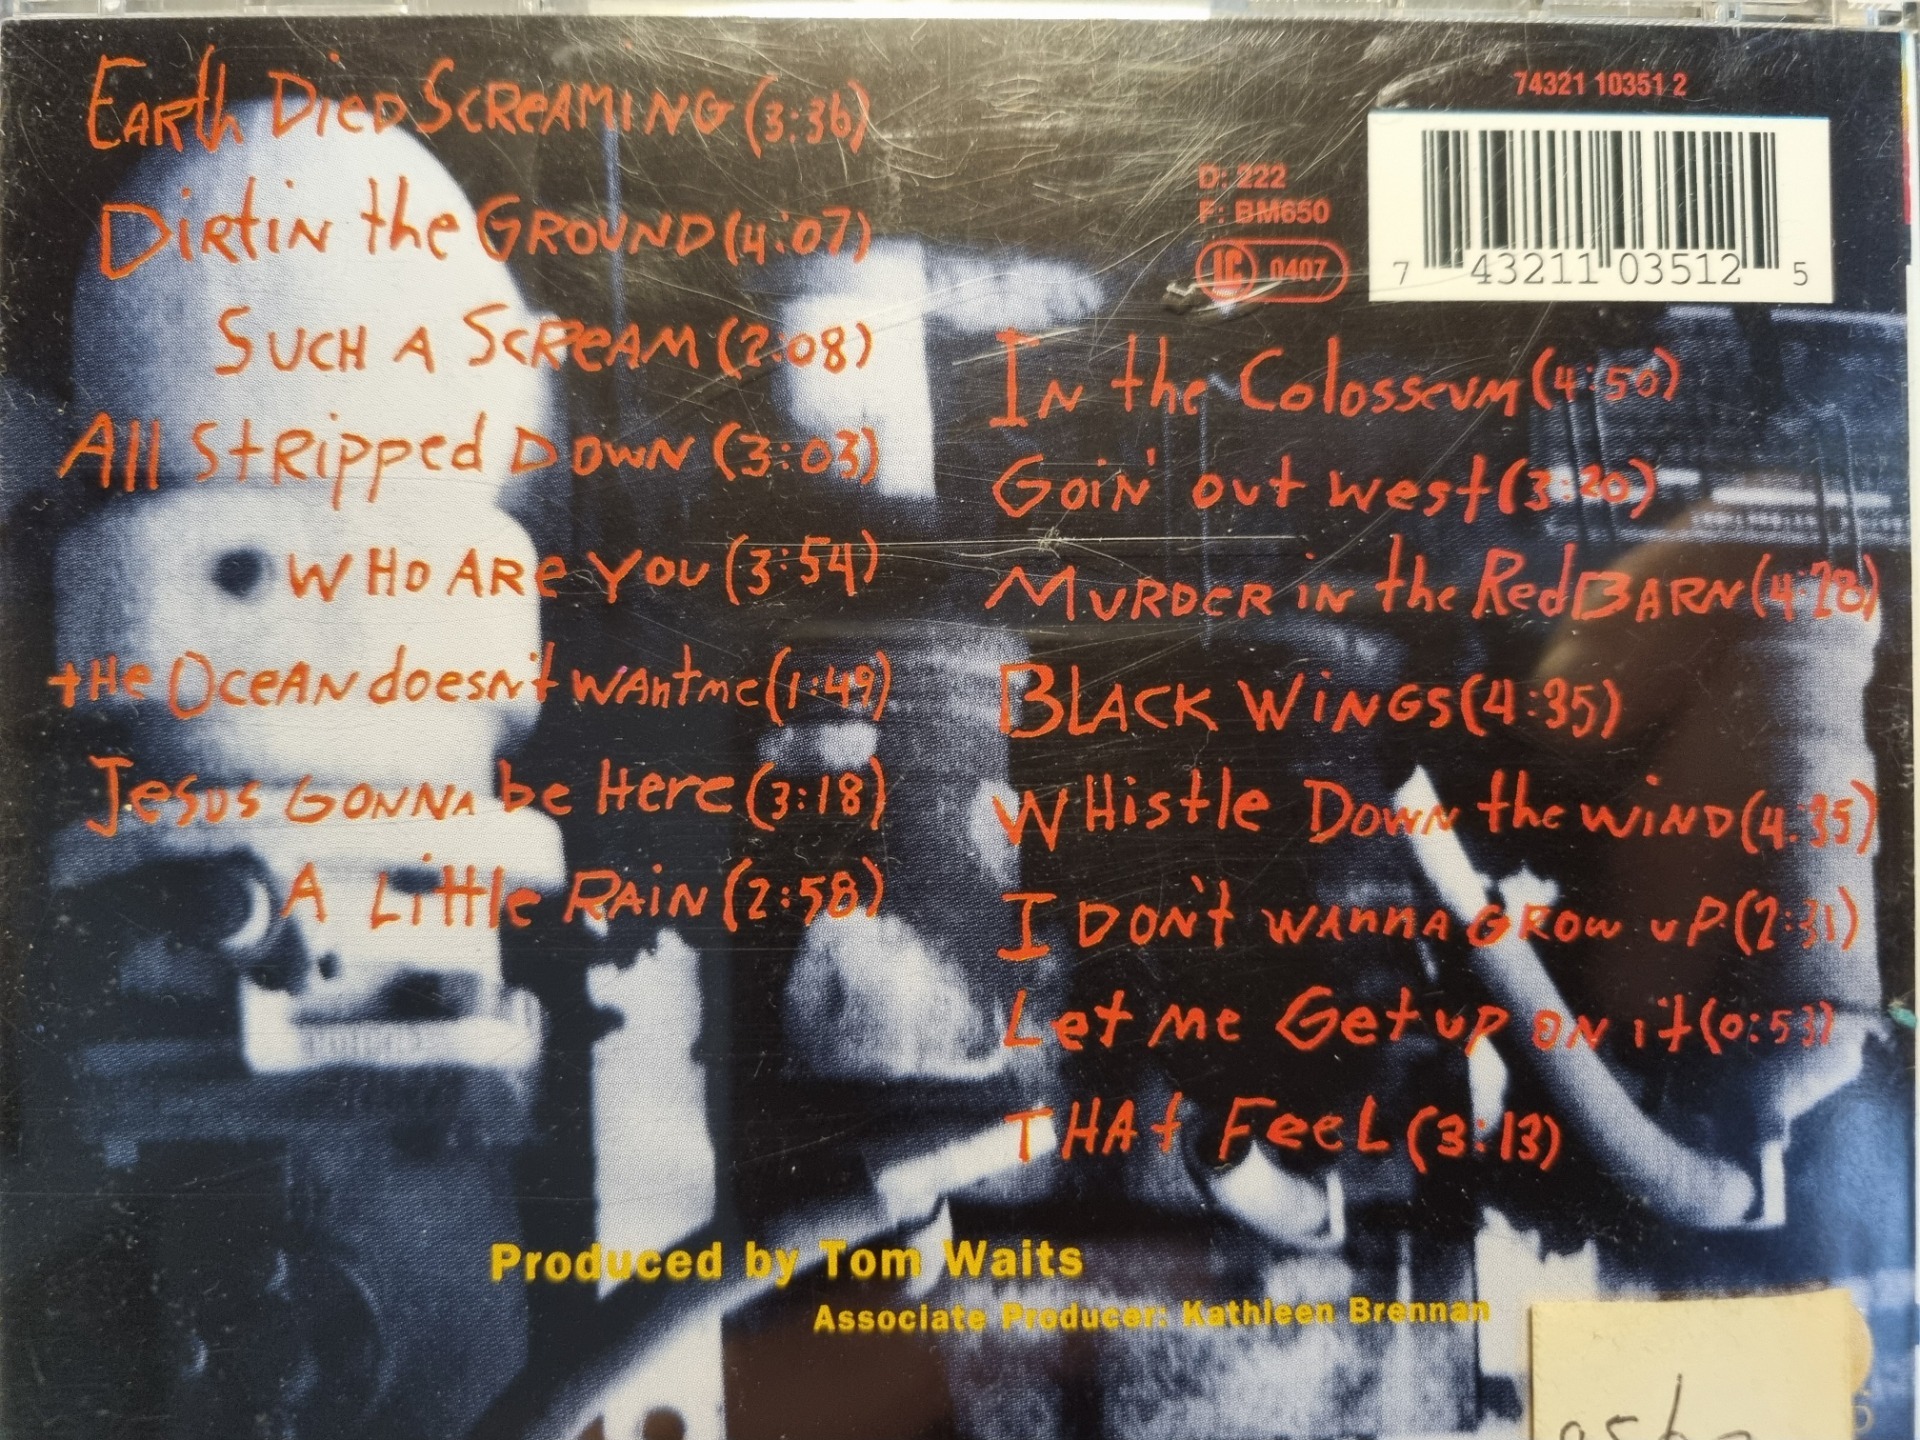 EARth DieD SCReAMING (3:36)
DiRtiN the GROUND (4:07)
SUCH A SCReAM (2:08)
All StRipped DOWN (3:03)
WHO ARe YOU (3:54)
tHe OceAN doesn't wAntme (1:49)
Jesus GONNA be Here (3:18)
A Little RAiN (2:58)
74321 10351 2
D: 222
F: BM650
LC 0407
7 43211 03512 5
IN the Colosseum (4:50)
Goin' out west (3:20)
MURDER in the Red BARN (4:28)
BLACK WiNGS (4:35)
WHistle DowN the wiND (4:35)
I DON't wANNA GROW uP (2:31)
Let Me Get up ON it (0:53)
THAt FeeL (3:13)
Produced by Tom Waits
Associate Producer: Kathleen Brennan